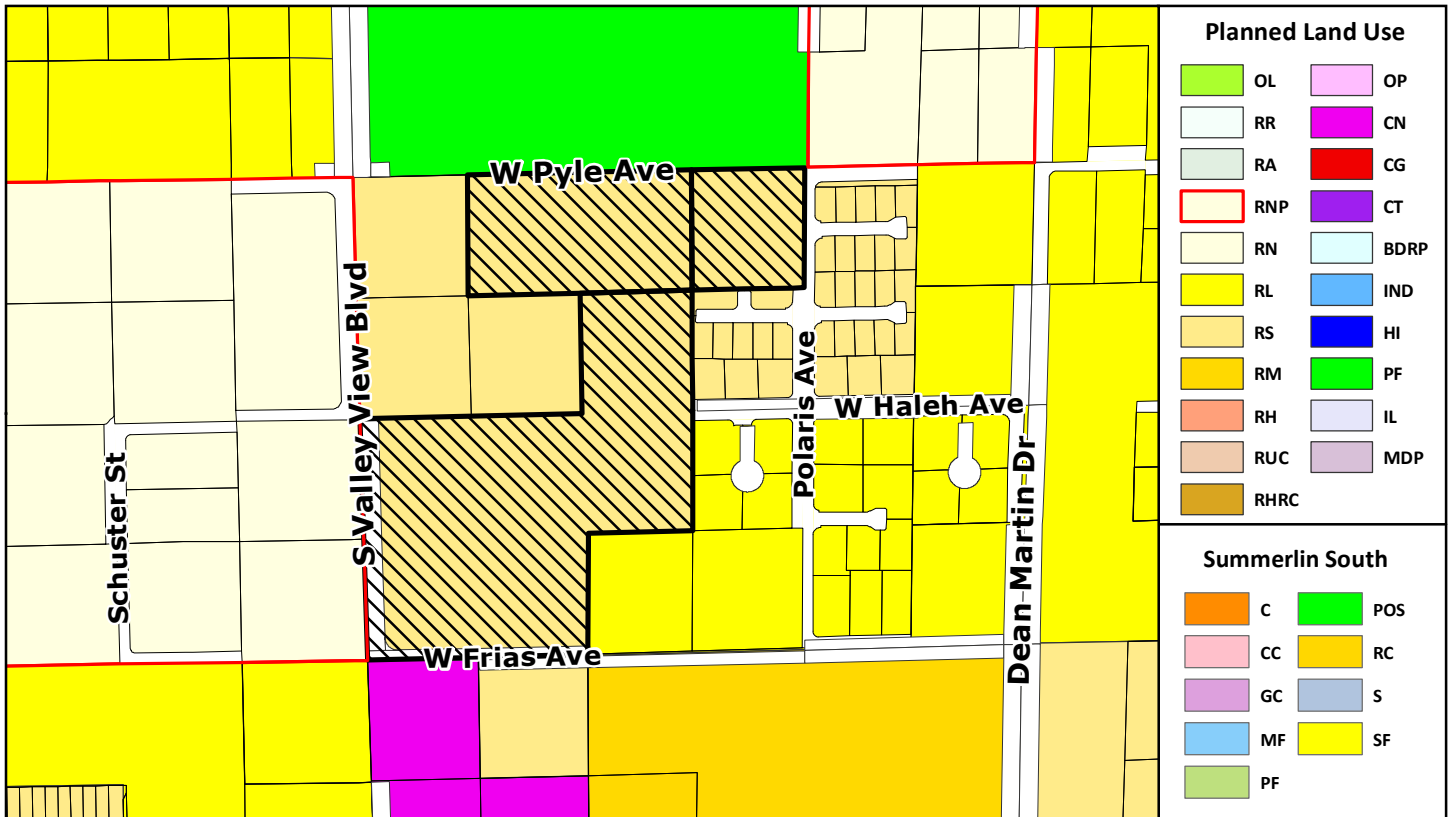 W Pyle Ave
S Valley View Blvd
Polaris Ave
W Haleh Ave
Schuster St
Dean Martin Dr
W Frias Ave
Planned Land Use
OL OP
RR CN
RA CG
RNP CT
RN BDRP
RL IND
RS HI
RM PF
RH IL
RUC MDP
RHRC
Summerlin South
C POS
CC RC
GC S
MF SF
PF